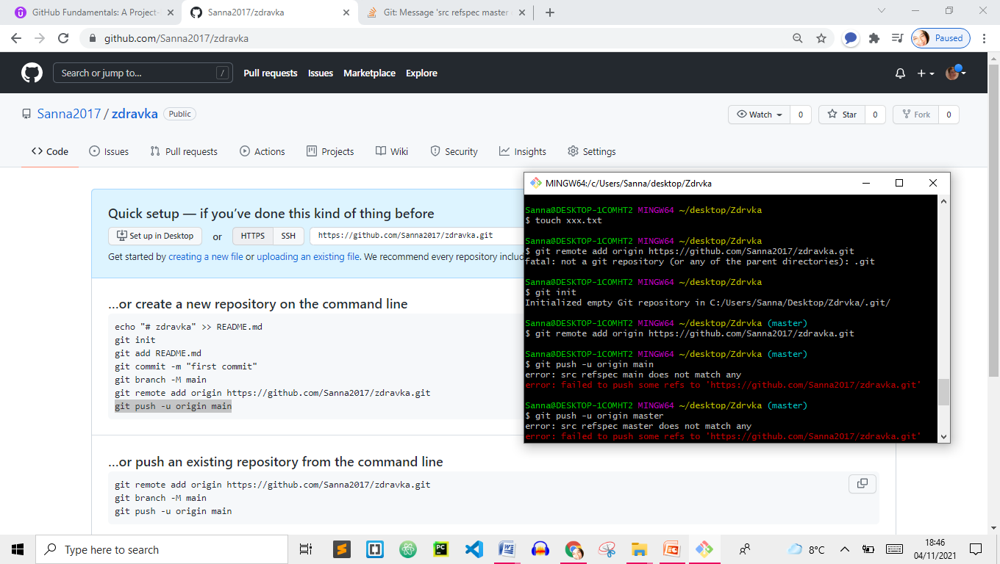 GitHub Fundamentals: A Project-
Sanna2017/zdravka
Git: Message 'src refspec master
github.com/Sanna2017/zdravka
Paused
Search or jump to...
/
Pull requests
Issues
Marketplace
Explore
Sanna2017 / zdravka
Public
Watch
0
Star
0
Fork
0
Code
Issues
Pull requests
Actions
Projects
Wiki
Security
Insights
Settings
Quick setup — if you've done this kind of thing before
Set up in Desktop
or
HTTPS
SSH
https://github.com/Sanna2017/zdravka.git
Get started by creating a new file or uploading an existing file. We recommend every repository
…or create a new repository on the command line
echo "# zdravka" >> README.md
git init
git add README.md
git commit -m "first commit"
git branch -M main
git remote add origin https://github.com/Sanna2017/zdravka.git
git push -u origin main
…or push an existing repository from the command line
git remote add origin https://github.com/Sanna2017/zdravka.git
git branch -M main
git push -u origin main
MINGW64:/c/Users/Sanna/desktop/Zdrvka
Sanna@DESKTOP-1COMHT2 MINGW64 ~/desktop/Zdrvka
$ touch xxx.txt
Sanna@DESKTOP-1COMHT2 MINGW64 ~/desktop/Zdrvka
$ git remote add origin https://github.com/Sanna2017/zdravka.git
fatal: not a git repository (or any of the parent directories): .git
Sanna@DESKTOP-1COMHT2 MINGW64 ~/desktop/Zdrvka
$ git init
Initialized empty Git repository in C:/Users/Sanna/Desktop/Zdrvka/.git/
Sanna@DESKTOP-1COMHT2 MINGW64 ~/desktop/Zdrvka (master)
$ git remote add origin https://github.com/Sanna2017/zdravka.git
Sanna@DESKTOP-1COMHT2 MINGW64 ~/desktop/Zdrvka (master)
$ git push -u origin main
error: src refspec main does not match any
error: failed to push some refs to 'https://github.com/Sanna2017/zdravka.git'
Sanna@DESKTOP-1COMHT2 MINGW64 ~/desktop/Zdrvka (master)
$ git push -u origin master
error: src refspec master does not match any
error: failed to push some refs to 'https://github.com/Sanna2017/zdravka.git'
Type here to search
8°C
18:46
04/11/2021